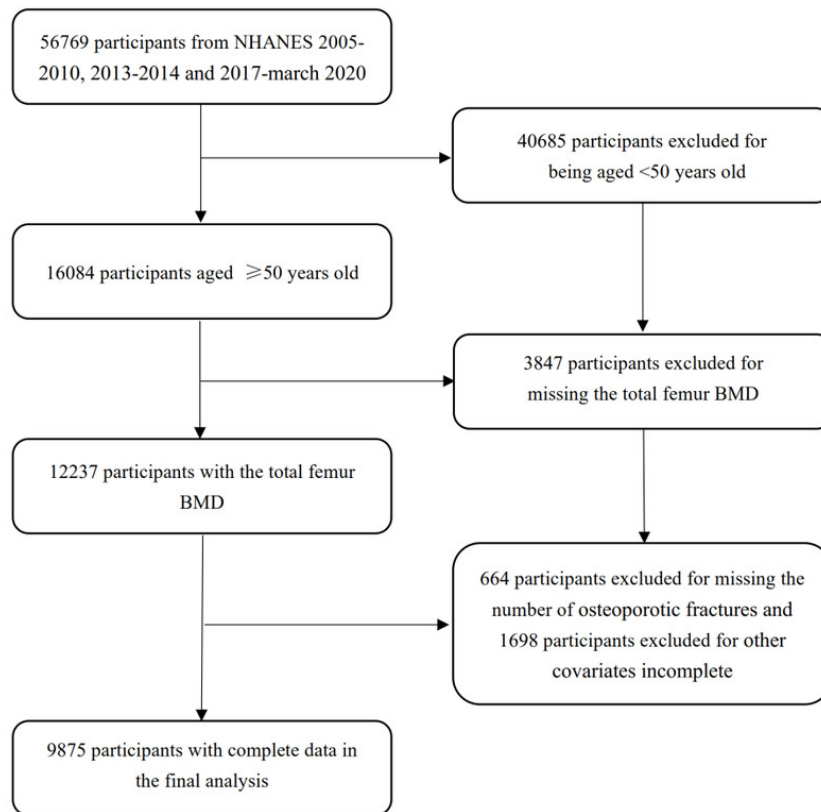 56769 participants from NHANES 2005-
2010, 2013-2014 and 2017-march 2020
40685 participants excluded for
being aged <50 years old
16084 participants aged ⩾50 years old
3847 participants excluded for
missing the total femur BMD
12237 participants with the total femur
BMD
664 participants excluded for missing the
number of osteoporotic fractures and
1698 participants excluded for other
covariates incomplete
9875 participants with complete data in
the final analysis